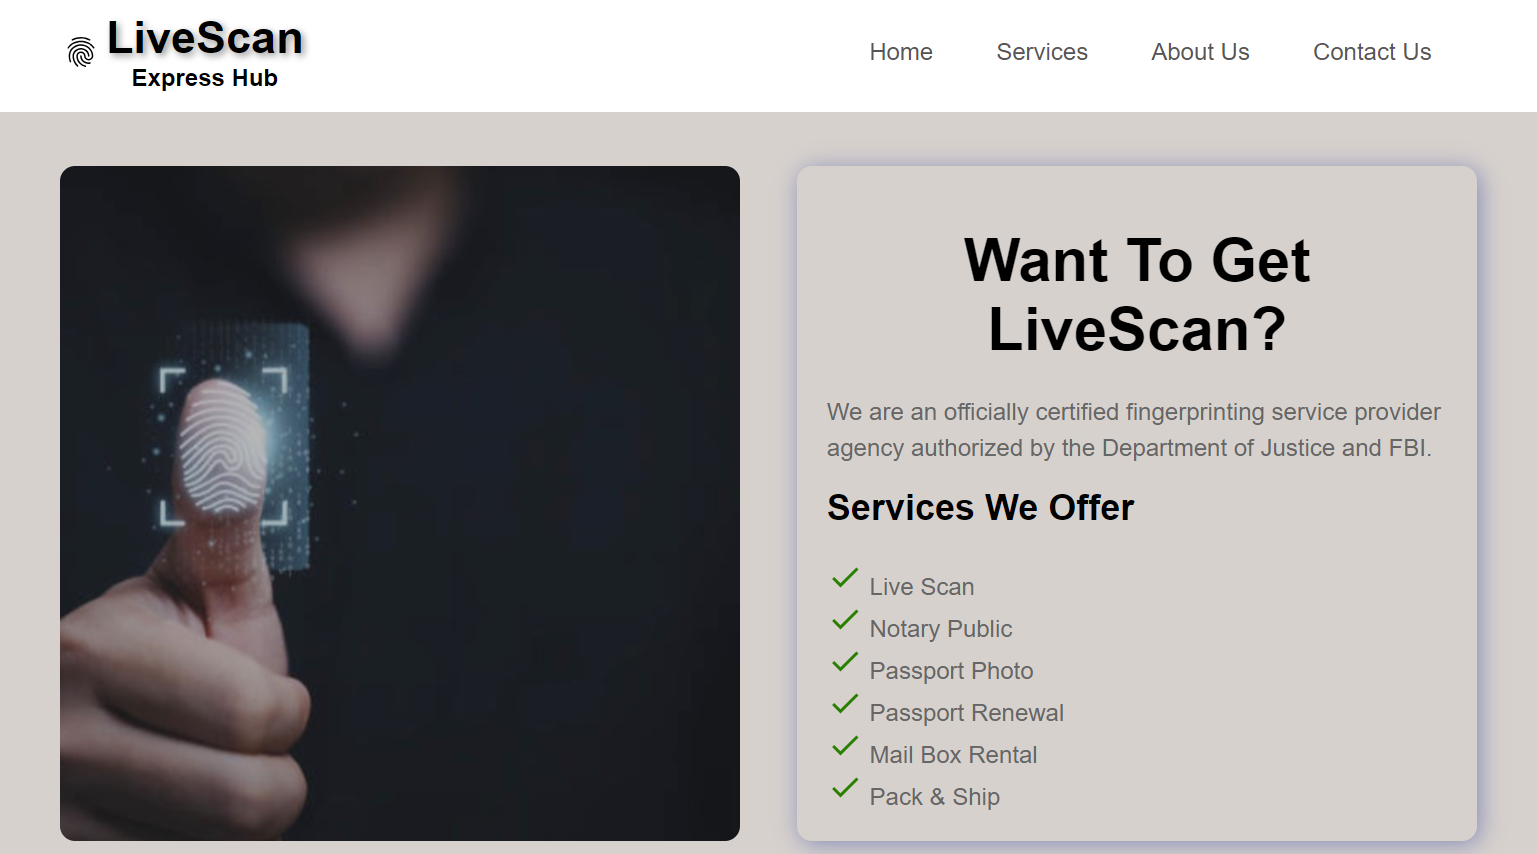 LiveScan
Express Hub
Home
Services
About Us
Contact Us
Want To Get
LiveScan?
We are an officially certified fingerprinting service provider
agency authorized by the Department of Justice and FBI.
Services We Offer
Live Scan
Notary Public
Passport Photo
Passport Renewal
Mail Box Rental
Pack & Ship